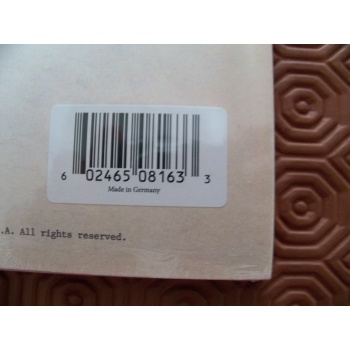 6 02465 08163 3
Made in Germany
.A. All rights reserved.